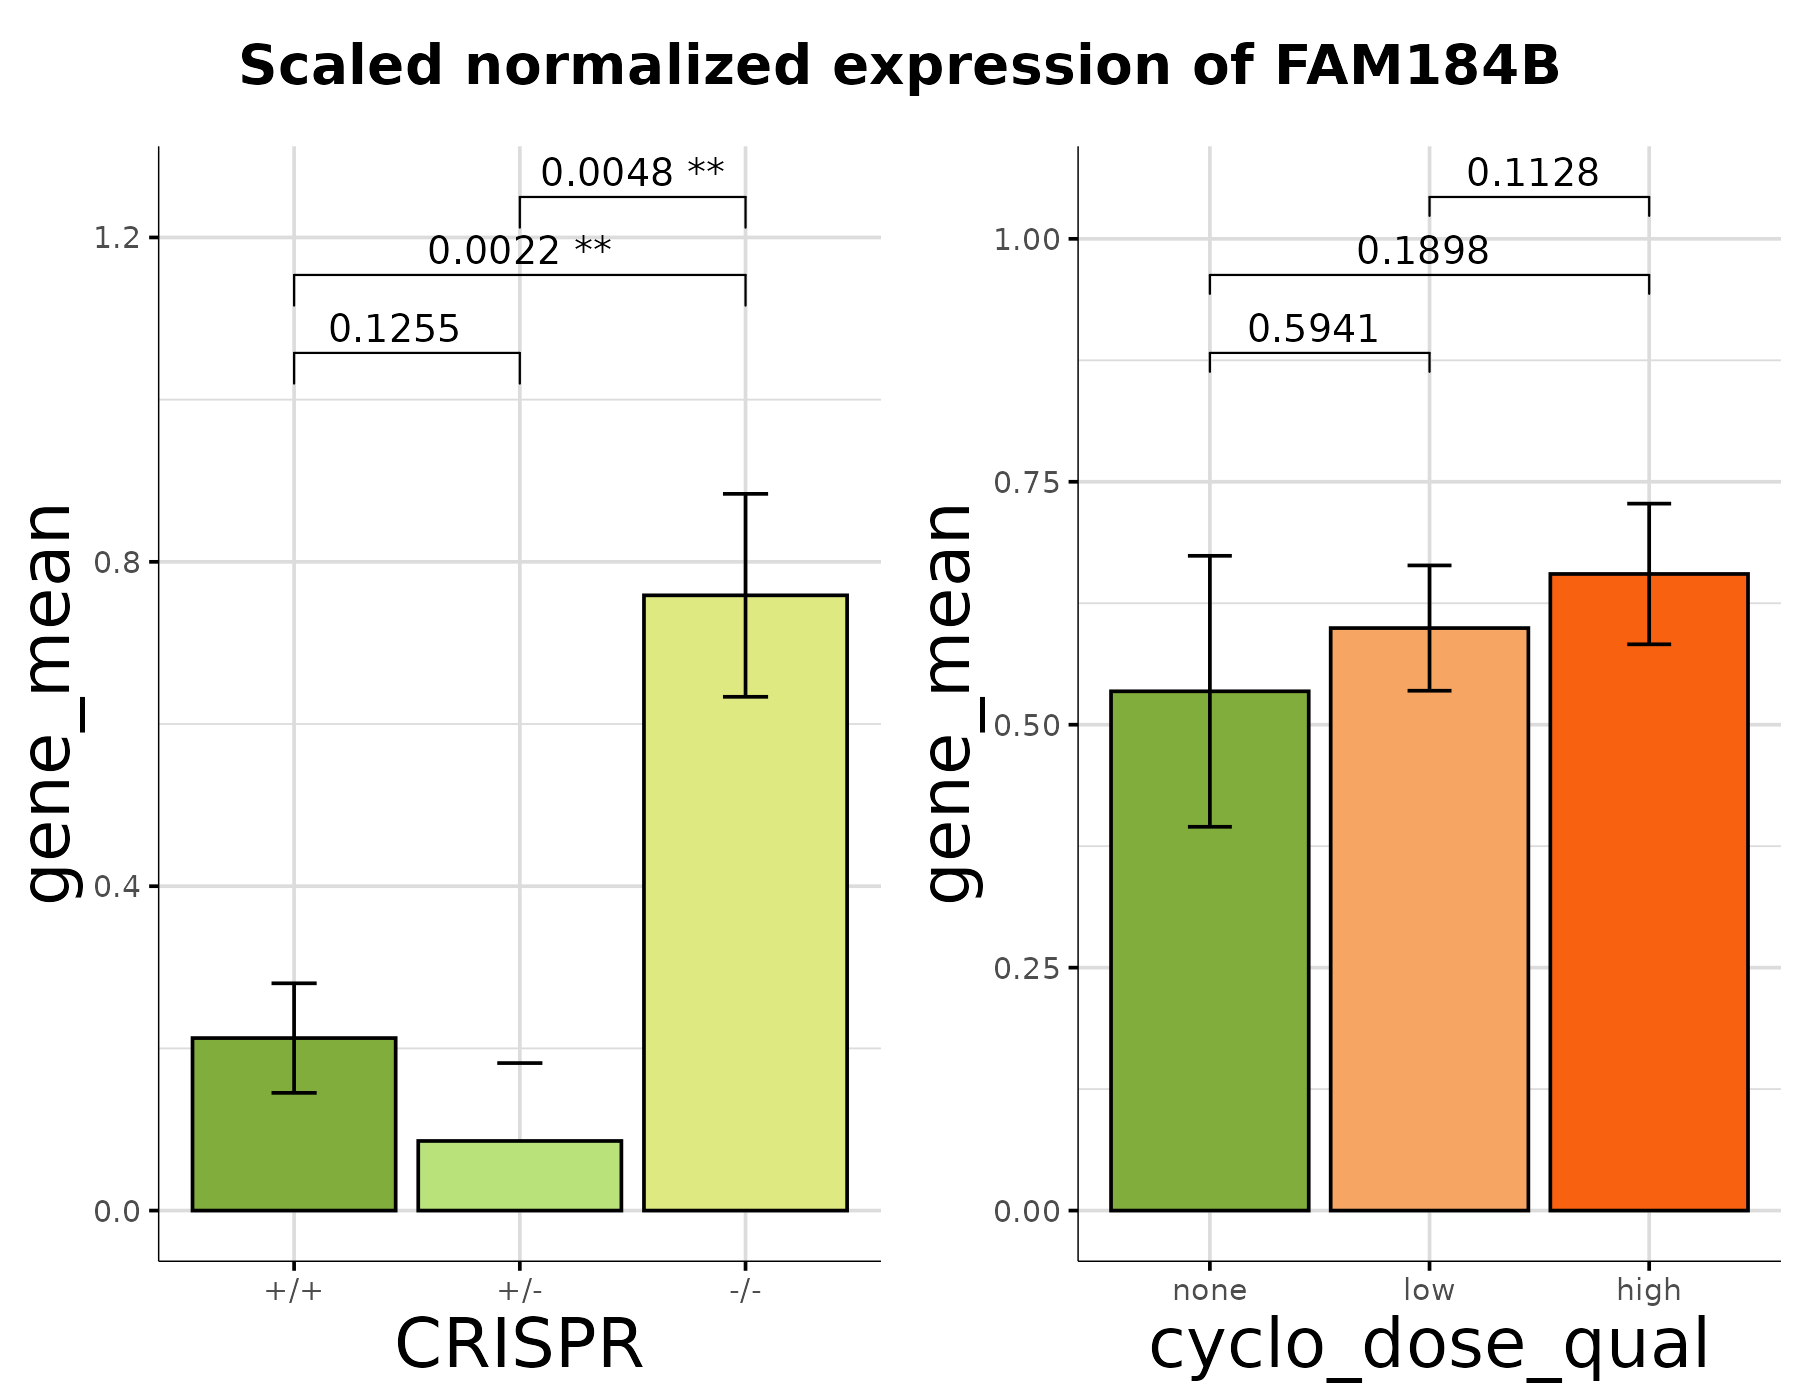 Scaled normalized expression of FAM184B
gene_mean
1.2
0.8
0.4
0.0
0.0048 **
0.0022 **
0.1255
+/+
+/-
-/-
CRISPR
gene_mean
1.00
0.75
0.50
0.25
0.00
0.1128
0.1898
0.5941
none
low
high
cyclo_dose_qual